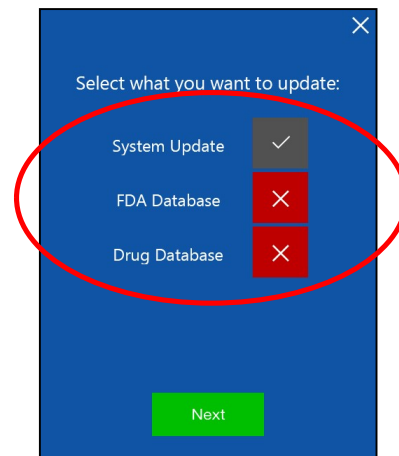 Select what you want to update:
System Update
FDA Database
Drug Database
Next